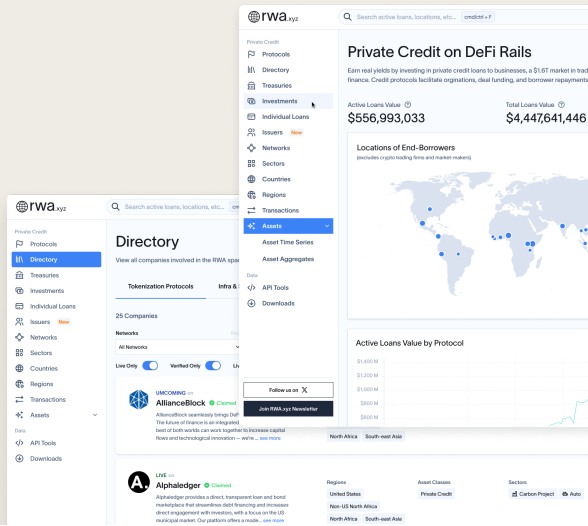 rwa.xyz
Search active loans, locations, etc...
cmd/ctrl + F
Private Credit
Protocols
Directory
Treasuries
Investments
Individual Loans
Issuers New
Networks
Sectors
Countries
Regions
Transactions
Assets
Asset Time Series
Asset Aggregates
Data
API Tools
Downloads
Follow us on X
Join RWA.xyz Newsletter
Private Credit on DeFi Rails
Earn real yields by investing in private credit loans to businesses, a $1.6T market in trad
finance. Credit protocols facilitate orginations, deal funding, and borrower repayments
Active Loans Value
Total Loans Value
$556,993,033
$4,447,641,446
Locations of End-Borrowers
(excludes crypto trading firms and market-makers)
Active Loans Value by Protocol
$1,400 M
$1,200 M
$1,000 M
$800 M
$600 M
rwa.xyz
Search active loans, locations, etc...
Private Credit
Protocols
Directory
Treasuries
Investments
Individual Loans
Issuers New
Networks
Sectors
Countries
Regions
Transactions
Assets
Data
API Tools
Downloads
Directory
View all companies involved in the RWA spa
Tokenization Protocols
Infra &
25 Companies
Networks
All Networks
Live Only
Verified Only
UMCOMING on
AllianceBlock Claimed
AllianceBlock seamlessly brings DeF
The future of finance is an integrated
best of both worlds can work together to increase capital
flows and technological innovation — we're ... see more
North Africa
South-east Asia
LIVE on
Alphaledger Claimed
Alphaledger provides a direct, transparent loan and bond
marketplace that streamlines debt financing and increases
direct engagement with investors, with a focus on the US
municipal market. Our platform offers a mode... see more
Regions
United States
Non-US North Africa
North Africa
South-east Asia
Asset Classes
Private Credit
Sectors
Carbon Project
Auto